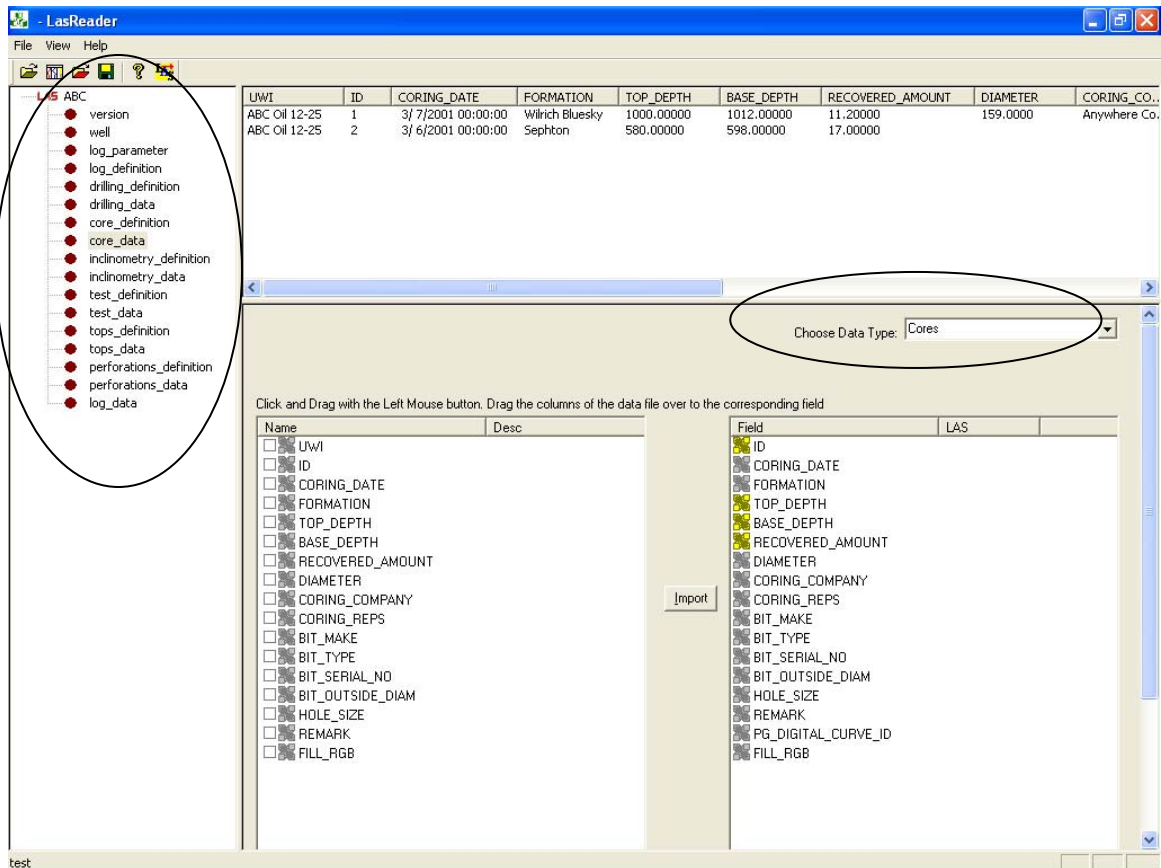 - LasReader
File View Help
LAS ABC
version
well
log_parameter
log_definition
drilling_definition
drilling_data
core_definition
core_data
inclinometry_definition
inclinometry_data
test_definition
test_data
tops_definition
tops_data
perforations_definition
perforations_data
log_data
UWI ID CORING_DATE FORMATION TOP_DEPTH BASE_DEPTH RECOVERED_AMOUNT DIAMETER CORING_CO...
ABC Oil 12-25 1 3/ 7/2001 00:00:00 Wilrich Bluesky 1000.00000 1012.00000 11.20000 159.0000 Anywhere Co.
ABC Oil 12-25 2 3/ 6/2001 00:00:00 Sephton 580.00000 598.00000 17.00000
Choose Data Type: Cores
Click and Drag with the Left Mouse button. Drag the columns of the data file over to the corresponding field
Name Desc
UWI
ID
CORING_DATE
FORMATION
TOP_DEPTH
BASE_DEPTH
RECOVERED_AMOUNT
DIAMETER
CORING_COMPANY
CORING_REPS
BIT_MAKE
BIT_TYPE
BIT_SERIAL_NO
BIT_OUTSIDE_DIAM
HOLE_SIZE
REMARK
FILL_RGB
Import
Field LAS
ID
CORING_DATE
FORMATION
TOP_DEPTH
BASE_DEPTH
RECOVERED_AMOUNT
DIAMETER
CORING_COMPANY
CORING_REPS
BIT_MAKE
BIT_TYPE
BIT_SERIAL_NO
BIT_OUTSIDE_DIAM
HOLE_SIZE
REMARK
PG_DIGITAL_CURVE_ID
FILL_RGB
test